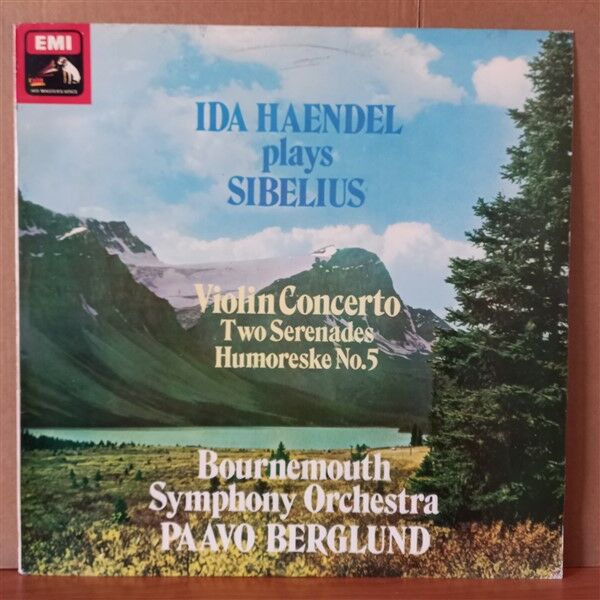 EMI
IDA HAENDEL
plays
SIBELIUS
Violin Concerto
Two Serenades
Humoreske No.5
Bournemouth
Symphony Orchestra
PAAVO BERGLUND